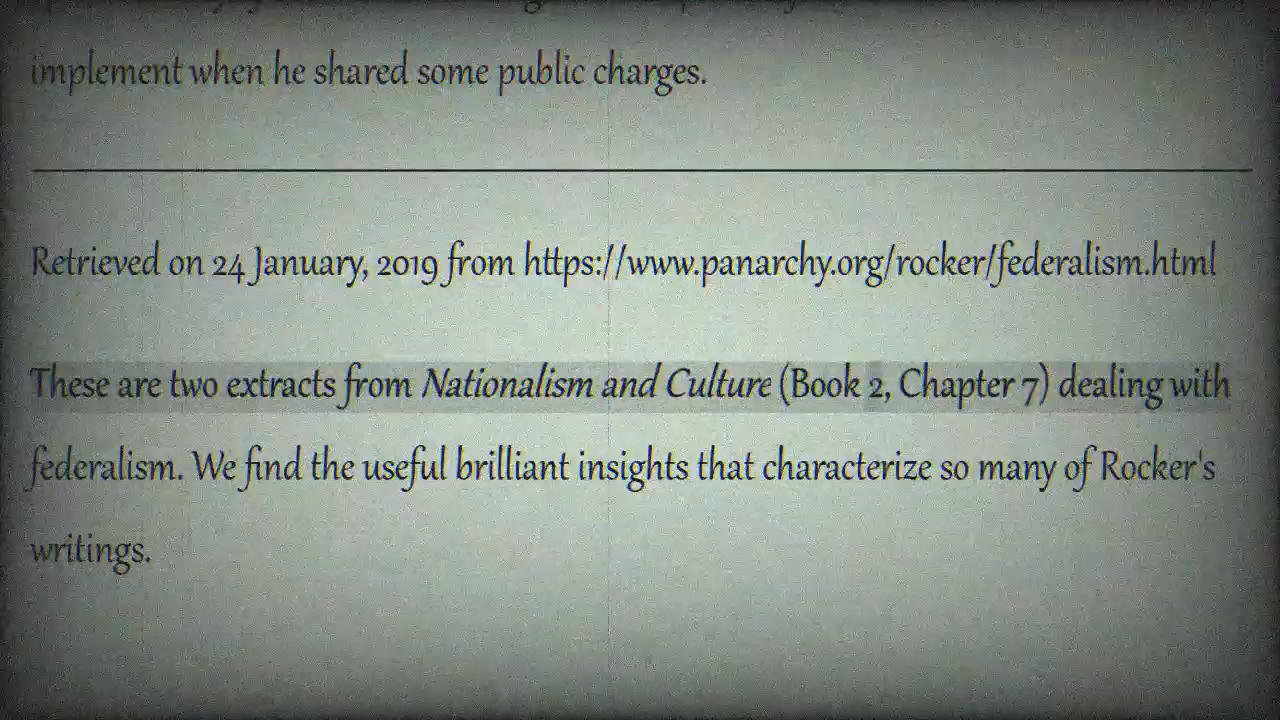 implement when he shared some public charges.
Retrieved on 24 January, 2019 from https://www.panarchy.org/rocker/federalism.html
These are two extracts from Nationalism and Culture (Book 2, Chapter 7) dealing with
federalism. We find the useful brilliant insights that characterize so many of Rocker's
writings.